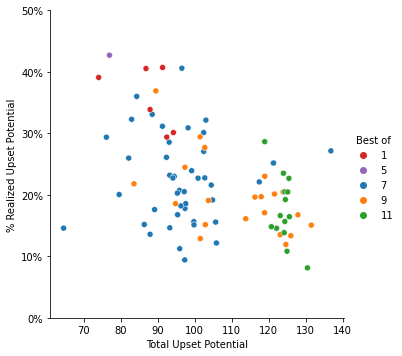 50%
40%
30%
20%
10%
0%
% Realized Upset Potential
70 80 90 100 110 120 130 140
Total Upset Potential
Best of
1
5
7
9
11